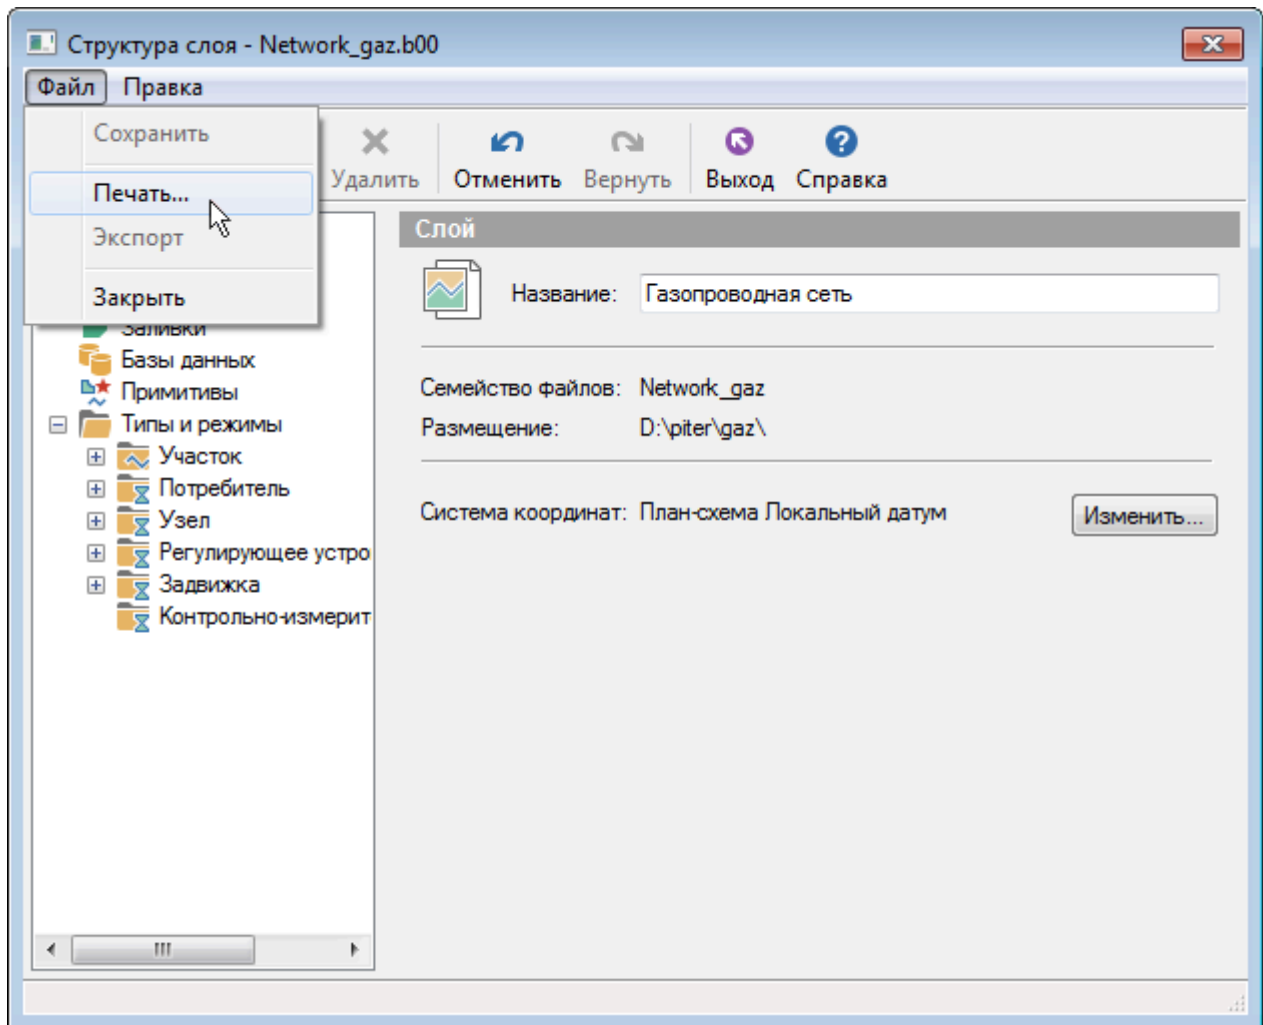 Структура слоя - Network_gaz.b00
Файл Правка
Сохранить
Печать...
Экспорт
Закрыть
Удалить Отменить Вернуть Выход Справка
Заливки
Базы данных
Примитивы
Типы и режимы
Участок
Потребитель
Узел
Регулирующее устро
Задвижка
Контрольно-измерит
Слой
Название: Газопроводная сеть
Семейство файлов: Network_gaz
Размещение: D:\piter\gaz\
Система координат: План-схема Локальный датум Изменить...